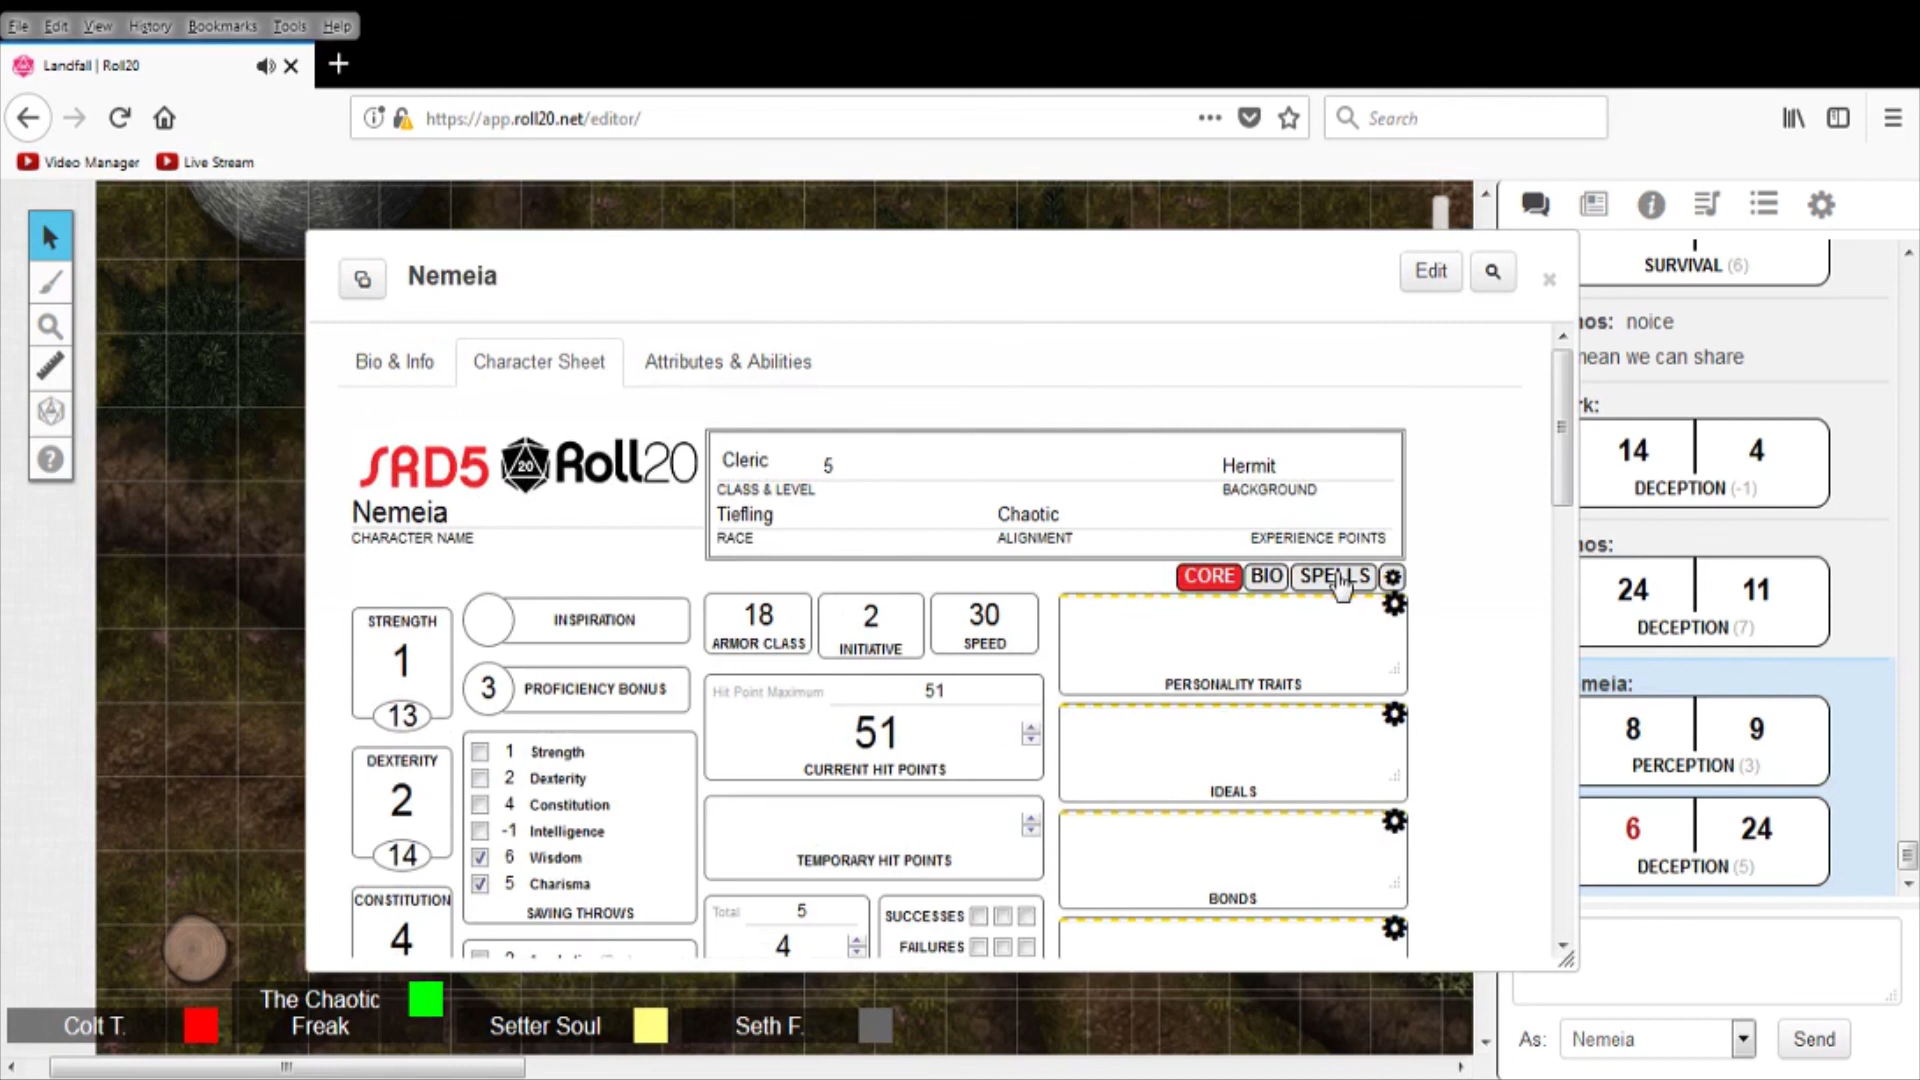 File Edit View History Bookmarks Tools Help
Landfall | Roll20
https://app.roll20.net/editor/
Search
Video Manager
Live Stream
Nemeia
Edit
Bio & Info
Character Sheet
Attributes & Abilities
SRD5 20 Roll20
Nemeia
CHARACTER NAME
Cleric 5 Hermit
CLASS & LEVEL BACKGROUND
Tiefling Chaotic
RACE ALIGNMENT EXPERIENCE POINTS
CORE BIO SPELLS
STRENGTH
1
13
DEXTERITY
2
14
CONSTITUTION
4
INSPIRATION
3 PROFICIENCY BONUS
1 Strength
2 Dexterity
4 Constitution
-1 Intelligence
6 Wisdom
5 Charisma
SAVING THROWS
18
ARMOR CLASS
2
INITIATIVE
30
SPEED
Hit Point Maximum 51
51
CURRENT HIT POINTS
TEMPORARY HIT POINTS
Total 5
4
SUCCESSES
FAILURES
PERSONALITY TRAITS
IDEALS
BONDS
SURVIVAL (6)
os: noice
mean we can share
rk:
14 4
DECEPTION (-1)
os:
24 11
DECEPTION (7)
meia:
8 9
PERCEPTION (3)
6 24
DECEPTION (5)
As: Nemeia Send
Colt T.
The Chaotic
Freak
Setter Soul
Seth F.